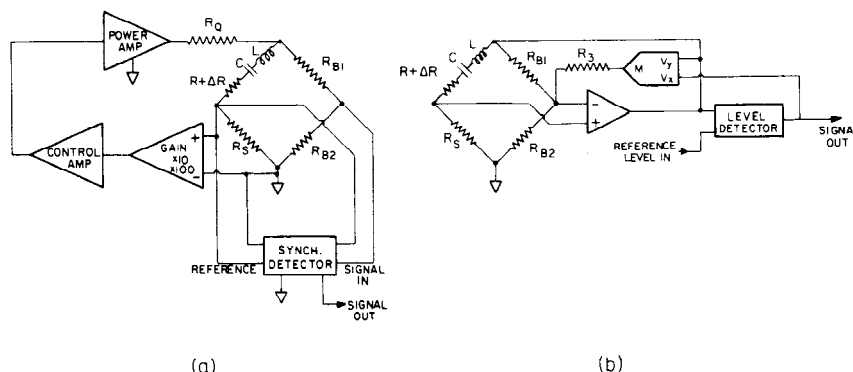 POWER
AMP
R_Q
L
C
R+ΔR
R_B1
R_S
R_B2
CONTROL
AMP
GAIN
x10
x100
+
-
REFERENCE
SYNCH.
DETECTOR
SIGNAL
IN
SIGNAL
OUT
(a)
L
C
R+ΔR
R_B1
R_S
R_B2
R_3
M
V_y
V_x
-
+
LEVEL
DETECTOR
REFERENCE
LEVEL IN
SIGNA
OUT
(b)